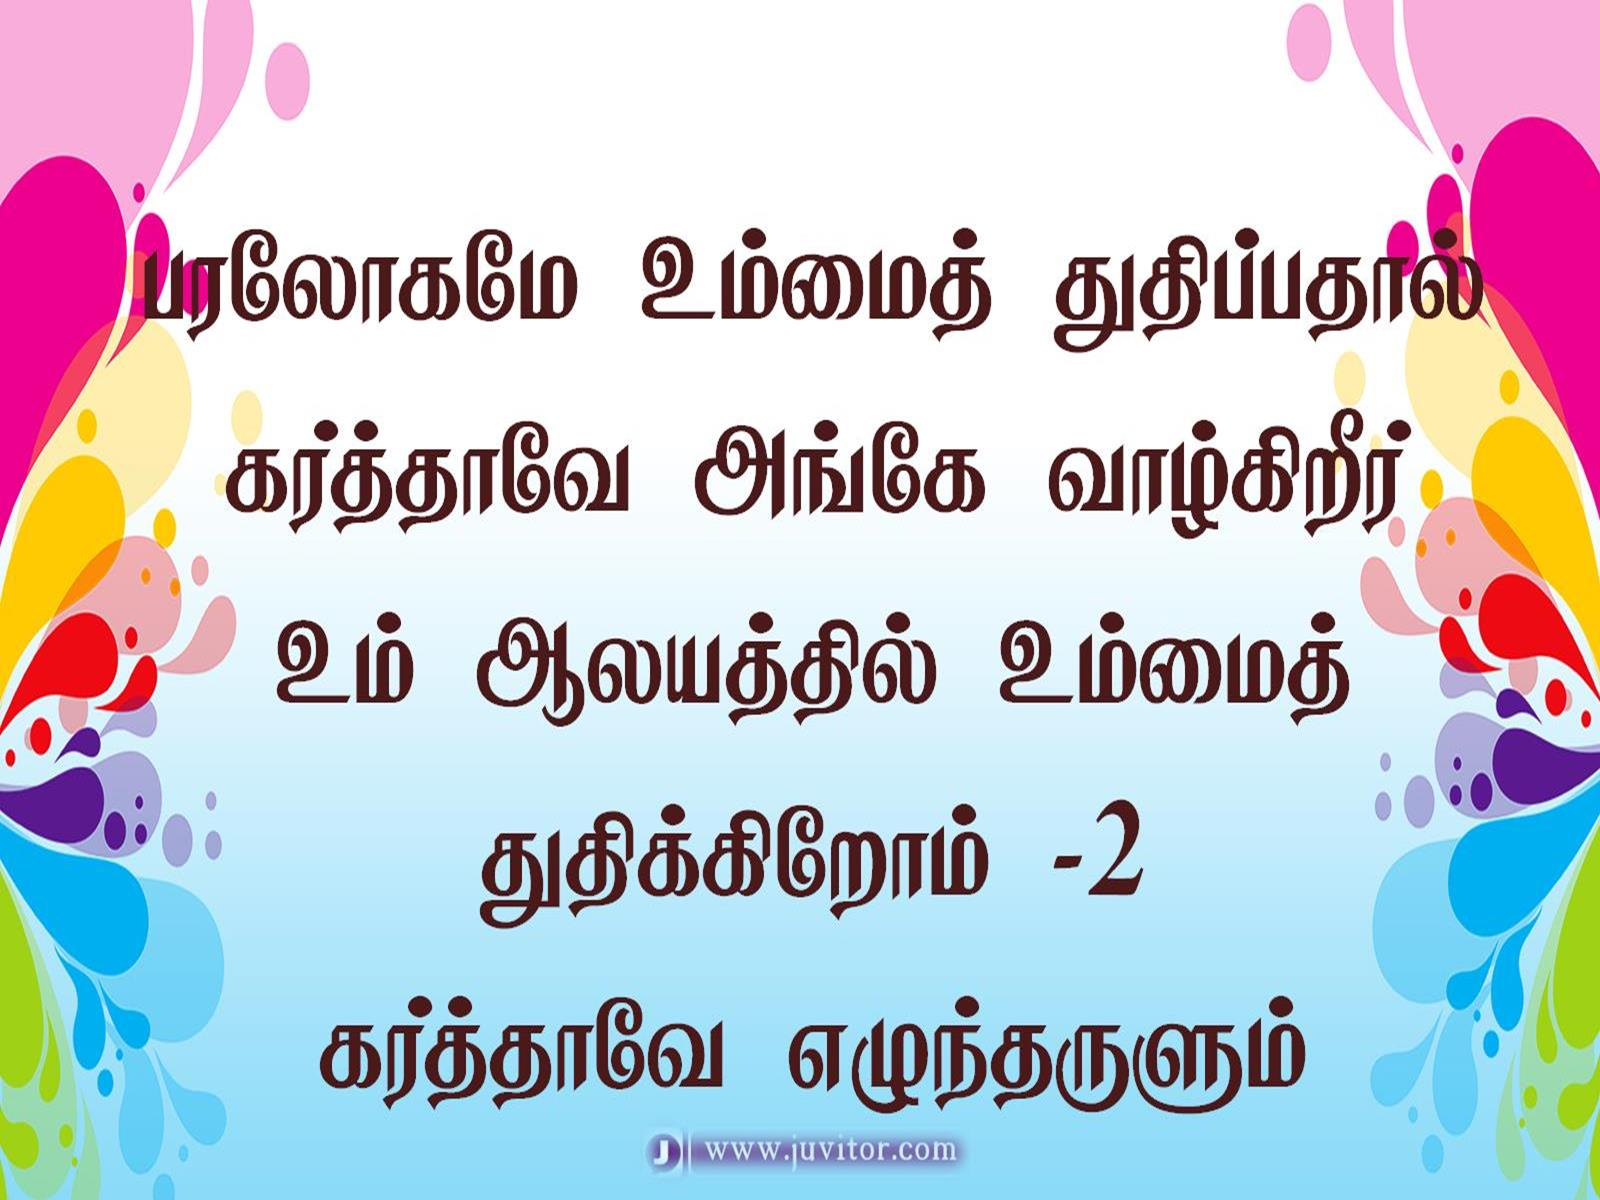 பரலோகமே உம்மைத் துதிப்பதால்
கர்த்தாவே அங்கே வாழ்கிறீர்
உம் ஆலயத்தில் உம்மைத்
துதிக்கிறோம் -2
கர்த்தாவே எழுந்தருளும்
J www.juvitor.com